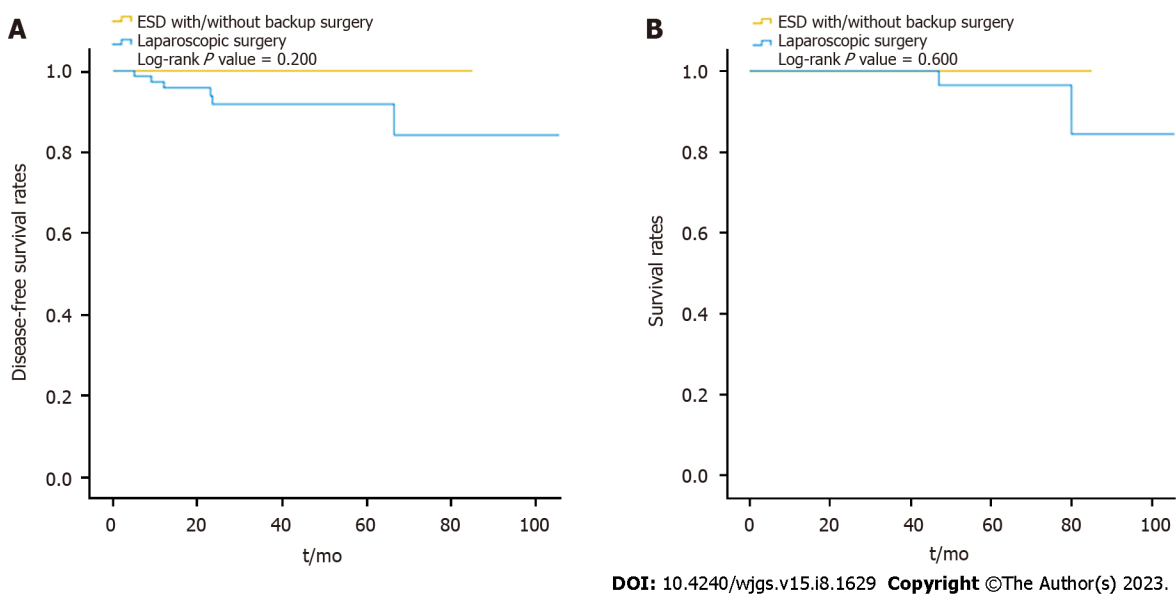 A
ESD with/without backup surgery
Laparoscopic surgery
Log-rank P value = 0.200
1.0
0.8
0.6
0.4
0.2
0.0
Disease-free survival rates
0 20 40 60 80 100
t/mo
B
ESD with/without backup surgery
Laparoscopic surgery
Log-rank P value = 0.600
1.0
0.8
0.6
0.4
0.2
0.0
Survival rates
0 20 40 60 80 100
t/mo
DOI: 10.4240/wjgs.v15.i8.1629 Copyright ©The Author(s) 2023.